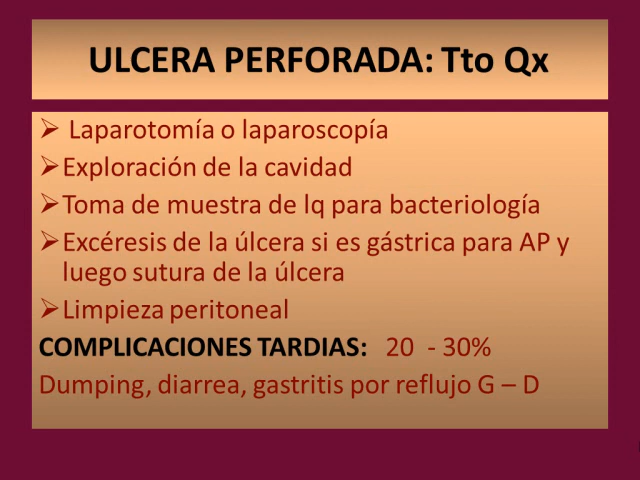 ULCERA PERFORADA: Tto Qx
➢ Laparotomía o laparoscopía
➢Exploración de la cavidad
➢Toma de muestra de lq para bacteriología
➢Excéresis de la úlcera si es gástrica para AP y
luego sutura de la úlcera
➢Limpieza peritoneal
COMPLICACIONES TARDIAS: 20 - 30%
Dumping, diarrea, gastritis por reflujo G – D